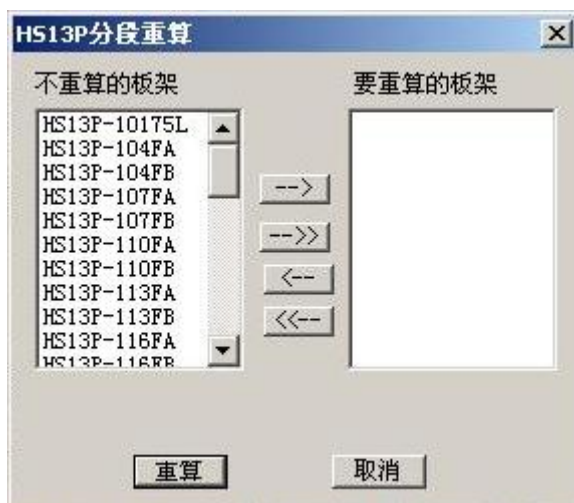 HS13P分段重算
不重算的板架
要重算的板架
HS13P-10175L
HS13P-104FA
HS13P-104FB
HS13P-107FA
HS13P-107FB
HS13P-110FA
HS13P-110FB
HS13P-113FA
HS13P-113FB
HS13P-116FA
HS13P-116FB
-->
-->>
<--
<<--
重算
取消